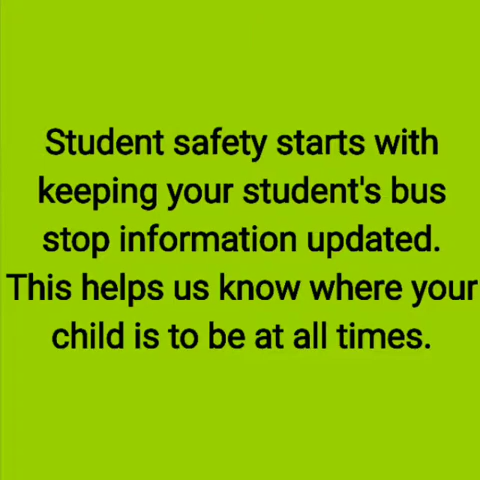 Student safety starts with
keeping your student's bus
stop information updated.
This helps us know where your
child is to be at all times.